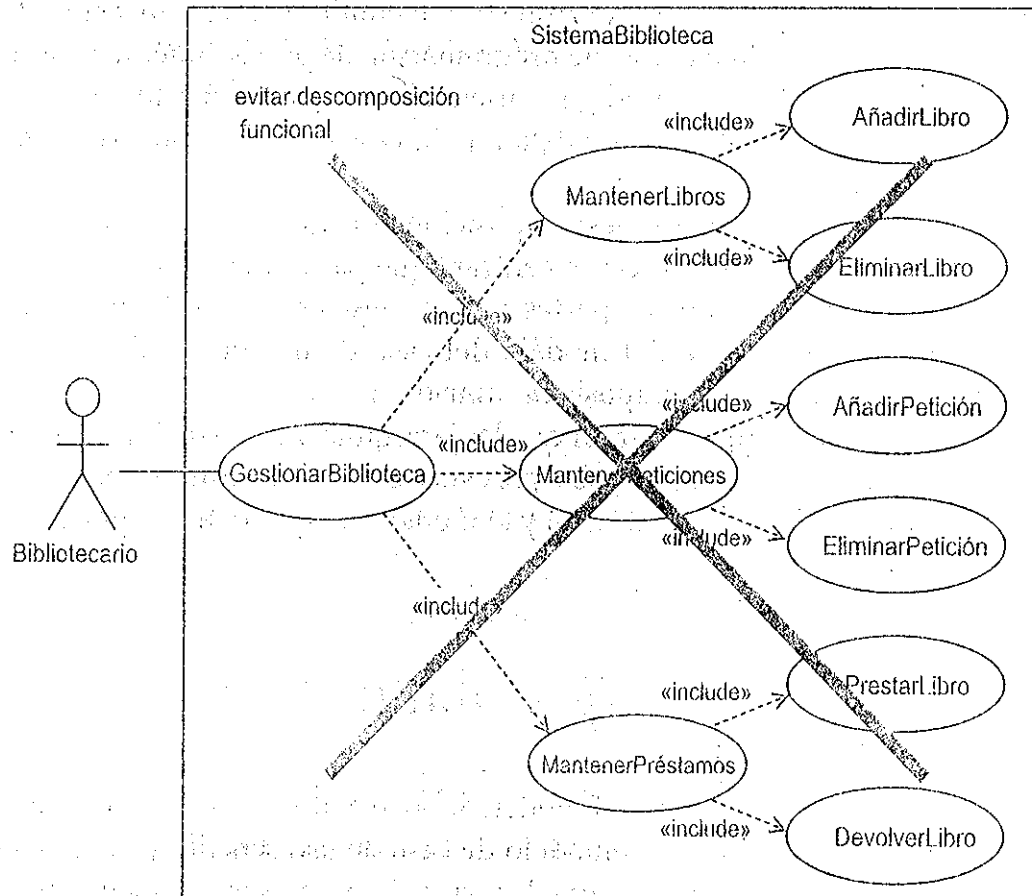 SistemaBiblioteca
evitar descomposición
funcional
«include»
AñadirLibro
MantenerLibros
«include»
EliminarLibro
«include»
«include»
AñadirPetición
«include»
GestionarBiblioteca
MantenerPeticiones
«include»
EliminarPetición
Bibliotecario
«include»
«include»
PrestarLibro
MantenerPréstamos
«include»
DevolverLibro